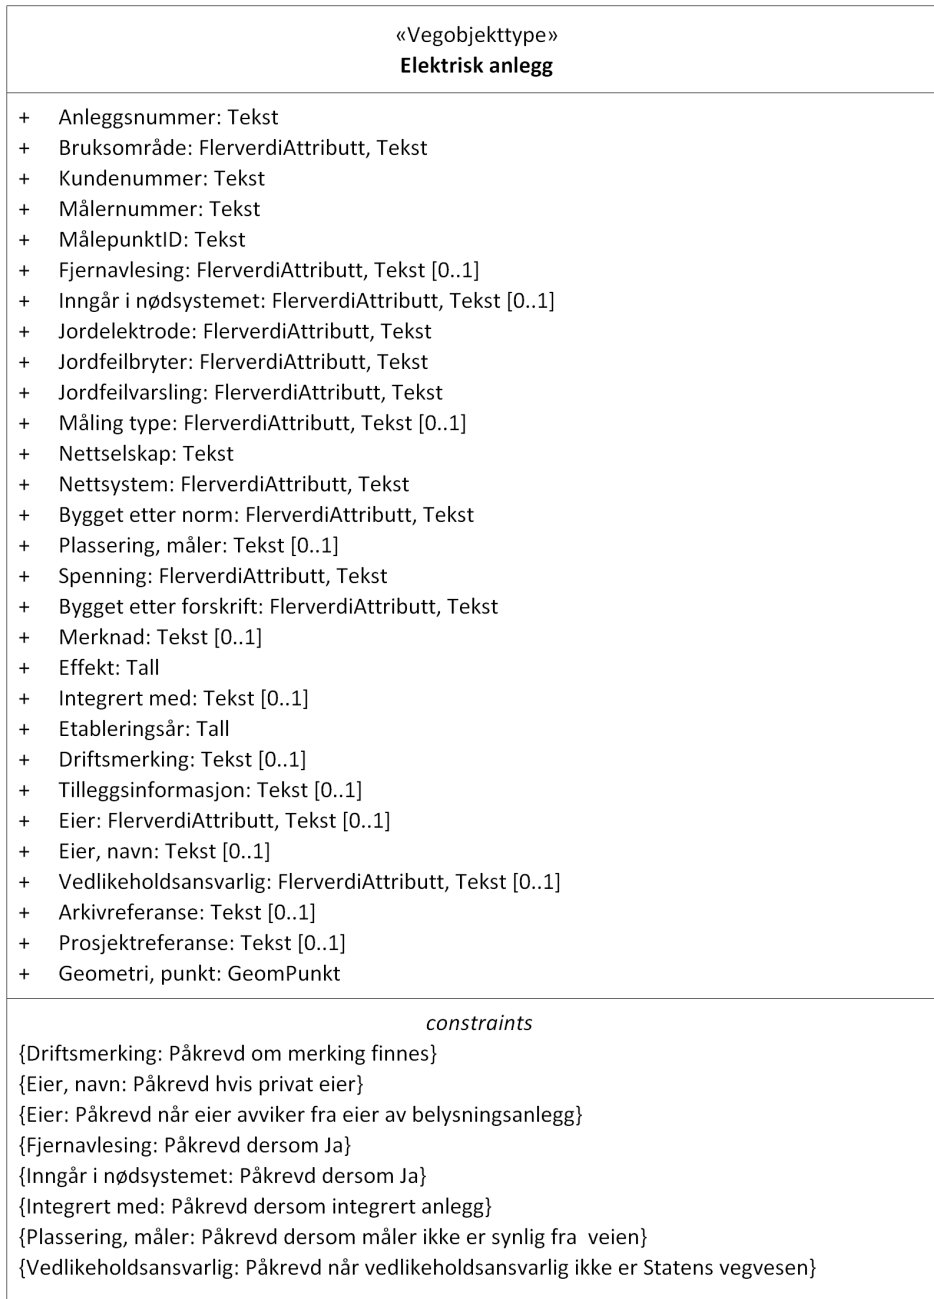 «Vegobjekttype»
Elektrisk anlegg
+ Anleggsnummer: Tekst
+ Bruksområde: FlerverdiAttributt, Tekst
+ Kundenummer: Tekst
+ Målernummer: Tekst
+ MålepunktID: Tekst
+ Fjernavlesing: FlerverdiAttributt, Tekst [0..1]
+ Inngår i nødsystemet: FlerverdiAttributt, Tekst [0..1]
+ Jordelektrode: FlerverdiAttributt, Tekst
+ Jordfeilbryter: FlerverdiAttributt, Tekst
+ Jordfeilvarsling: FlerverdiAttributt, Tekst
+ Måling type: FlerverdiAttributt, Tekst [0..1]
+ Nettselskap: Tekst
+ Nettsystem: FlerverdiAttributt, Tekst
+ Bygget etter norm: FlerverdiAttributt, Tekst
+ Plassering, måler: Tekst [0..1]
+ Spenning: FlerverdiAttributt, Tekst
+ Bygget etter forskrift: FlerverdiAttributt, Tekst
+ Merknad: Tekst [0..1]
+ Effekt: Tall
+ Integrert med: Tekst [0..1]
+ Etableringsår: Tall
+ Driftsmerking: Tekst [0..1]
+ Tilleggsinformasjon: Tekst [0..1]
+ Eier: FlerverdiAttributt, Tekst [0..1]
+ Eier, navn: Tekst [0..1]
+ Vedlikeholdsansvarlig: FlerverdiAttributt, Tekst [0..1]
+ Arkivreferanse: Tekst [0..1]
+ Prosjektreferanse: Tekst [0..1]
+ Geometri, punkt: GeomPunkt
constraints
{Driftsmerking: Påkrevd om merking finnes}
{Eier, navn: Påkrevd hvis privat eier}
{Eier: Påkrevd når eier avviker fra eier av belysningsanlegg}
{Fjernavlesing: Påkrevd dersom Ja}
{Inngår i nødsystemet: Påkrevd dersom Ja}
{Integrert med: Påkrevd dersom integrert anlegg}
{Plassering, måler: Påkrevd dersom måler ikke er synlig fra  veien}
{Vedlikeholdsansvarlig: Påkrevd når vedlikeholdsansvarlig ikke er Statens vegvesen}